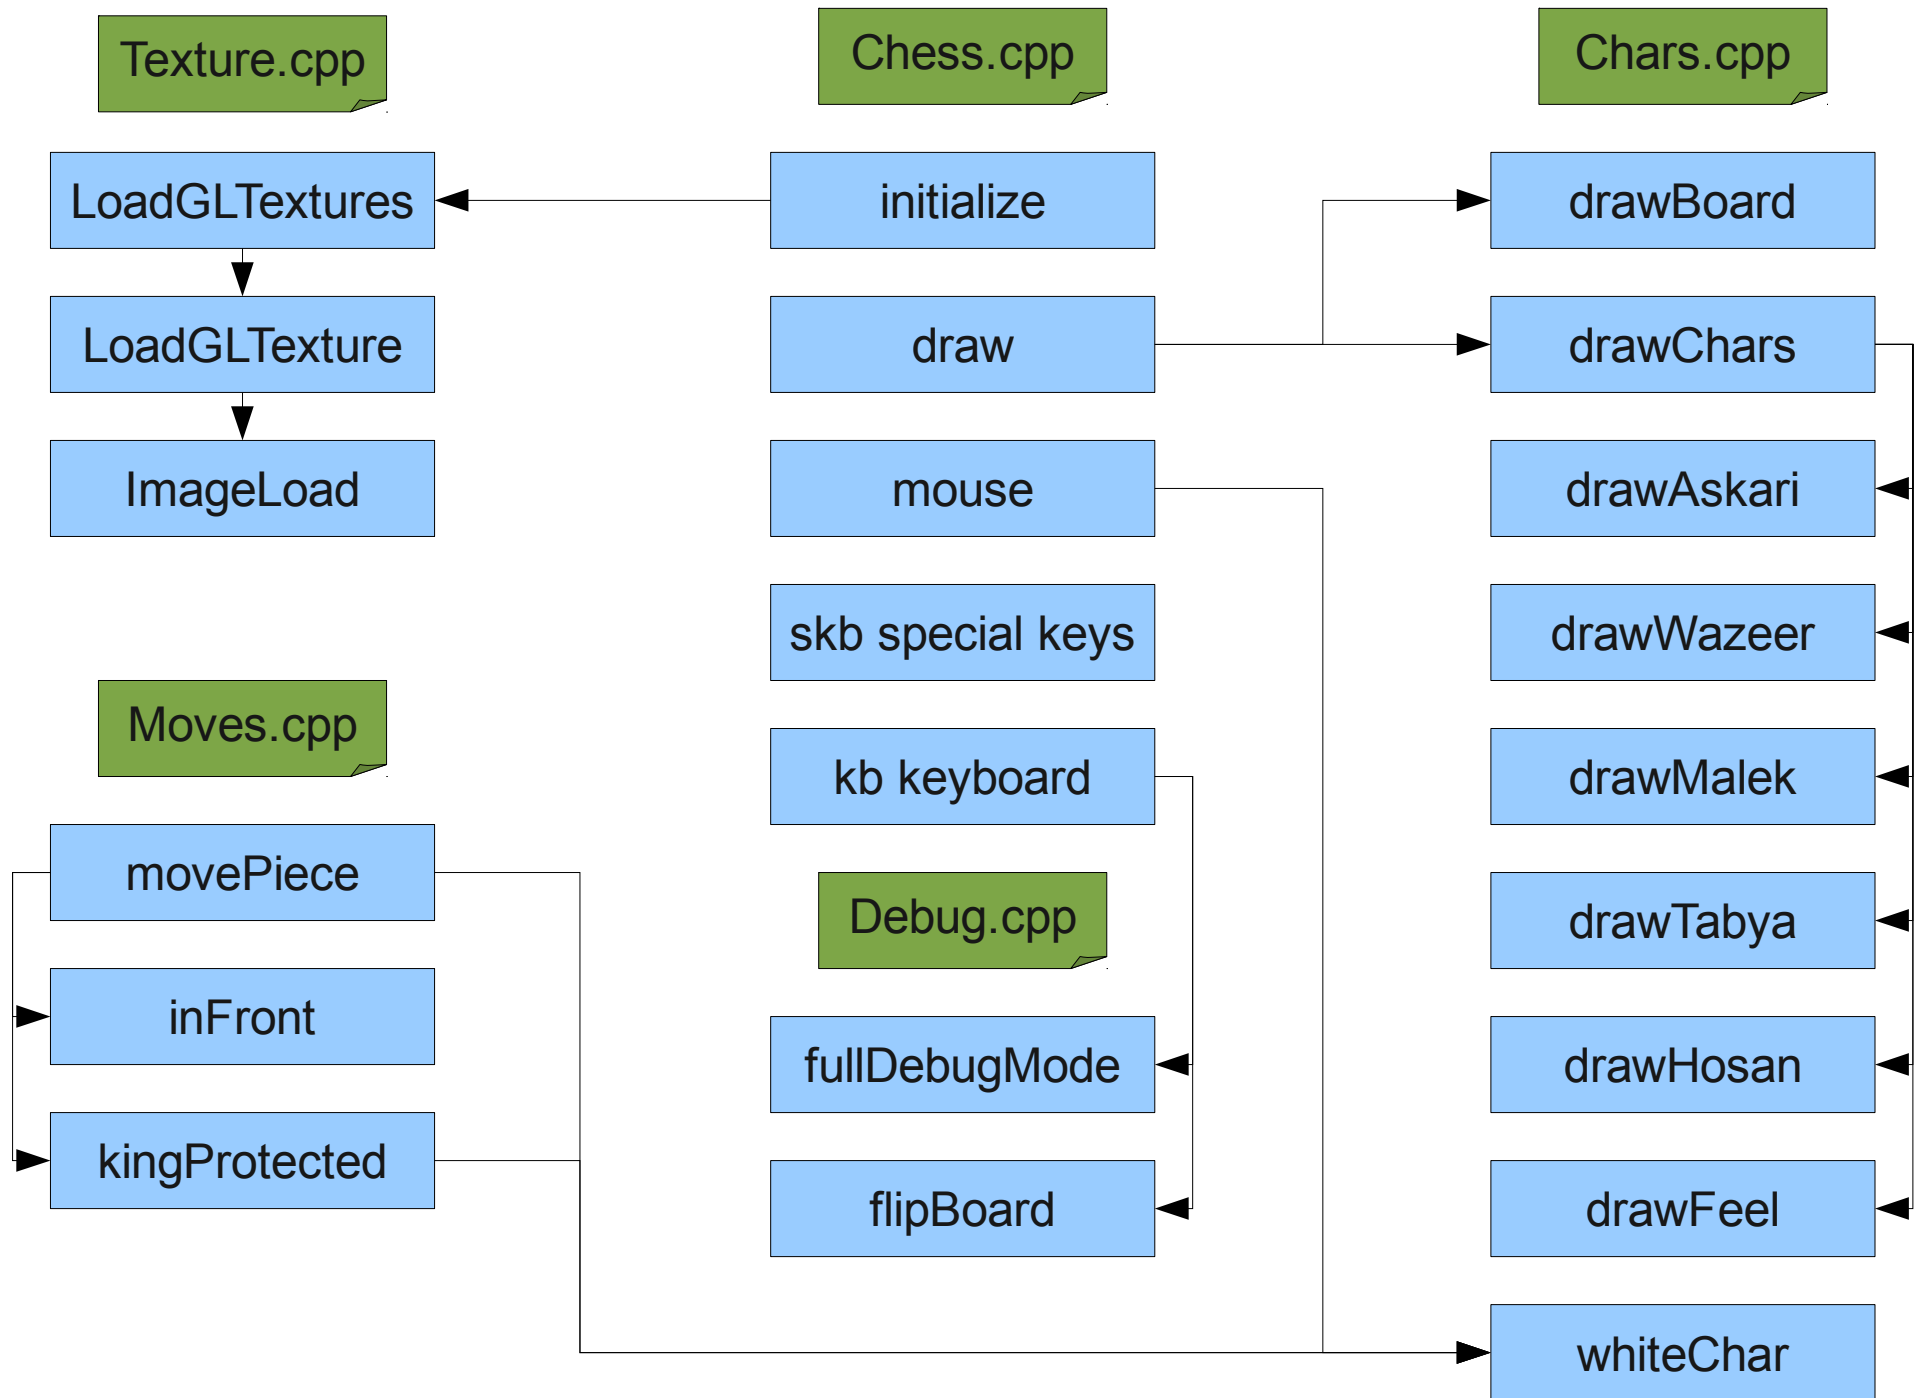 Texture.cpp
LoadGLTextures
LoadGLTexture
ImageLoad
Moves.cpp
movePiece
inFront
kingProtected
Chess.cpp
initialize
draw
mouse
skb special keys
kb keyboard
Debug.cpp
fullDebugMode
flipBoard
Chars.cpp
drawBoard
drawChars
drawAskari
drawWazeer
drawMalek
drawTabya
drawHosan
drawFeel
whiteChar